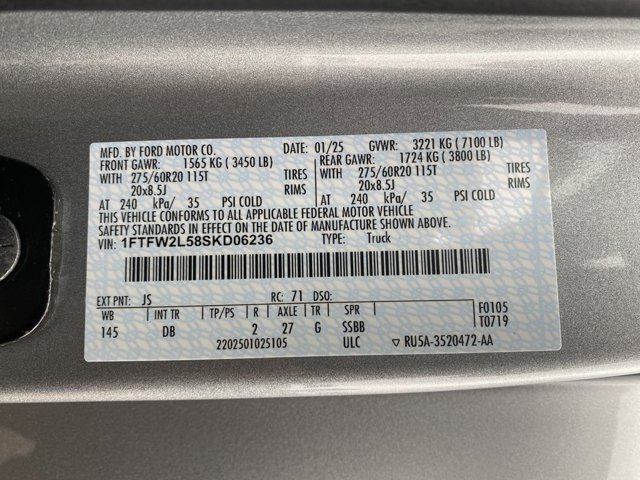 MFD. BY FORD MOTOR CO. DATE: 01/25 GVWR: 3221 KG ( 7100 LB)
FRONT GAWR: 1565 KG ( 3450 LB) REAR GAWR: 1724 KG ( 3800 LB)
WITH 275/60R20 115T TIRES WITH 275/60R20 115T TIRES
20x8.5J RIMS 20x8.5J RIMS
AT 240 kPa/ 35 PSI COLD AT 240 kPa/ 35 PSI COLD
THIS VEHICLE CONFORMS TO ALL APPLICABLE FEDERAL MOTOR VEHICLE
SAFETY STANDARDS IN EFFECT ON THE DATE OF MANUFACTURE SHOWN ABOVE.
VIN: 1FTFW2L58SKD06236 TYPE: Truck
EXT PNT: JS RC: 71 DSO: F0105
WB INT TR TP/PS R AXLE TR SPR T0719
145 DB 2 27 G SSBB
2202501025105 ULC ▽ RU5A-3520472-AA